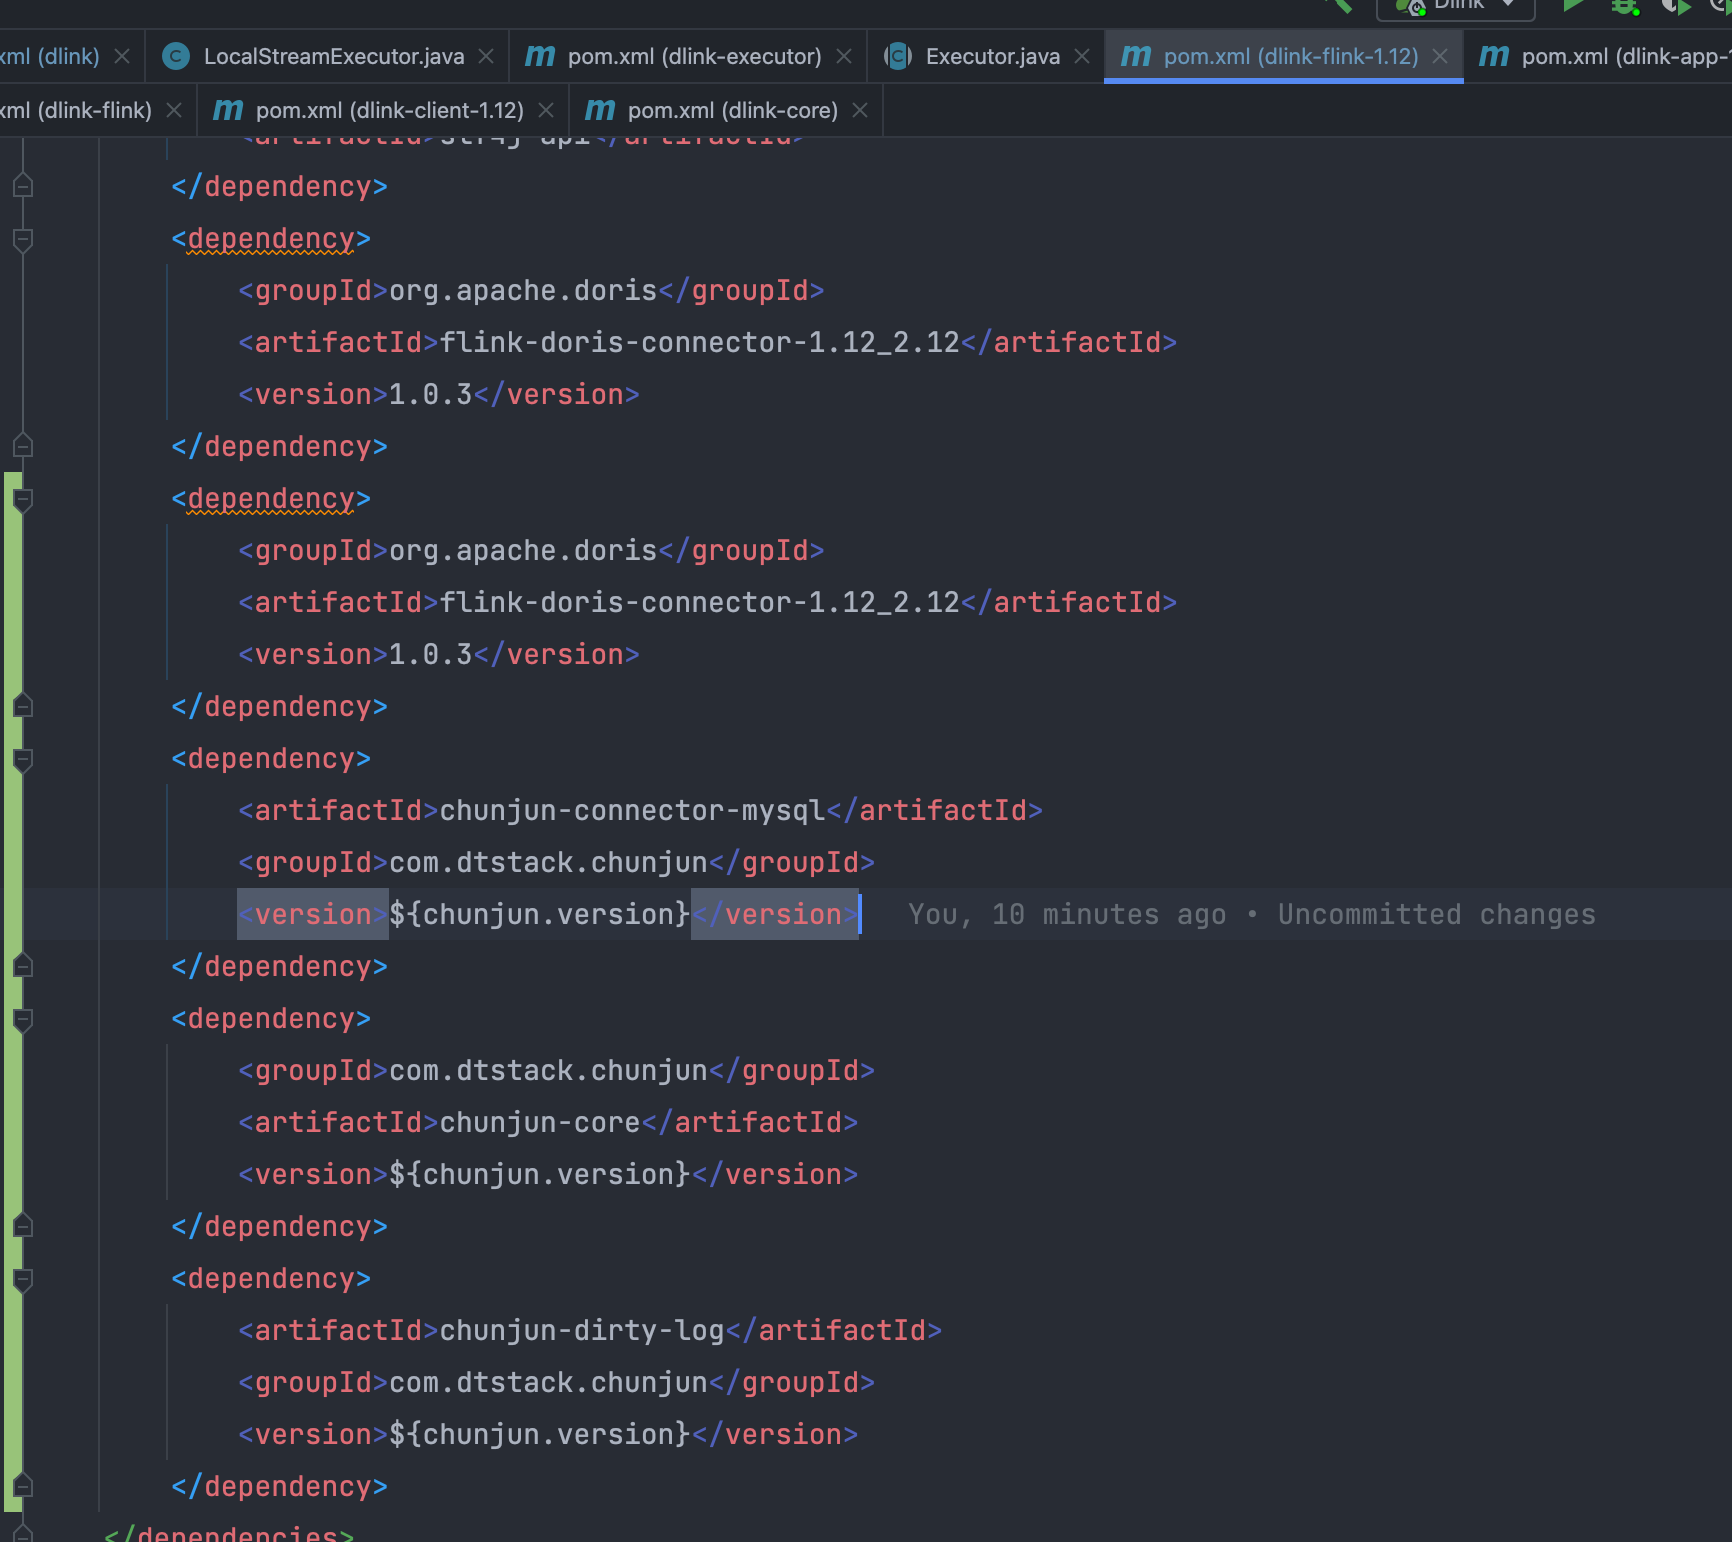 Dlink
xml (dlink)
LocalStreamExecutor.java
pom.xml (dlink-executor)
Executor.java
pom.xml (dlink-flink-1.12)
pom.xml (dlink-app-
xml (dlink-flink)
pom.xml (dlink-client-1.12)
pom.xml (dlink-core)
<artifactId>slf4j-api</artifactId>
</dependency>
<dependency>
<groupId>org.apache.doris</groupId>
<artifactId>flink-doris-connector-1.12_2.12</artifactId>
<version>1.0.3</version>
</dependency>
<dependency>
<groupId>org.apache.doris</groupId>
<artifactId>flink-doris-connector-1.12_2.12</artifactId>
<version>1.0.3</version>
</dependency>
<dependency>
<artifactId>chunjun-connector-mysql</artifactId>
<groupId>com.dtstack.chunjun</groupId>
<version>${chunjun.version}</version> You, 10 minutes ago • Uncommitted changes
</dependency>
<dependency>
<groupId>com.dtstack.chunjun</groupId>
<artifactId>chunjun-core</artifactId>
<version>${chunjun.version}</version>
</dependency>
<dependency>
<artifactId>chunjun-dirty-log</artifactId>
<groupId>com.dtstack.chunjun</groupId>
<version>${chunjun.version}</version>
</dependency>
</dependencies>